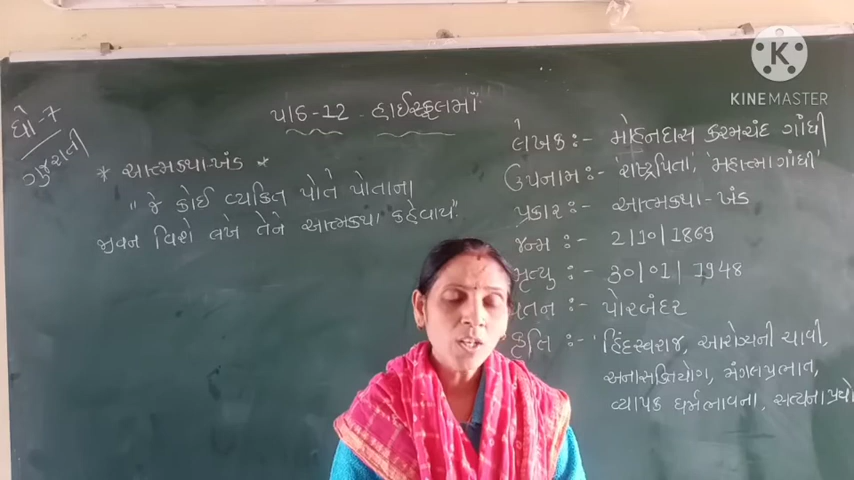 ધો-7
ગુજરાતી
પાઠ-12 હાઈસ્કૂલમાં
* આત્મકથા ખંડ *
"જે કોઈ વ્યકિત પોતે પોતાના
જીવન વિશે લખે તેને આત્મકથા કહેવાય".
લેખક :- મોહનદાસ કરમચંદ ગાંધી
ઉપનામ :- 'રાષ્ટ્રપિતા', 'મહાત્મા ગાંધી'
પ્રકાર :- આત્મકથા - ખંડ
જન્મ :- 2/10/1869
મૃત્યુ :- 30/01/1948
વતન :- પોરબંદર
કૃતિ :- 'હિંદસ્વરાજ, આરોગ્યની ચાવી,
અનાસક્તિયોગ, મંગલપ્રભાત,
વ્યાપક ધર્મભાવના, સત્યના પ્રયો
K
KINEMASTER